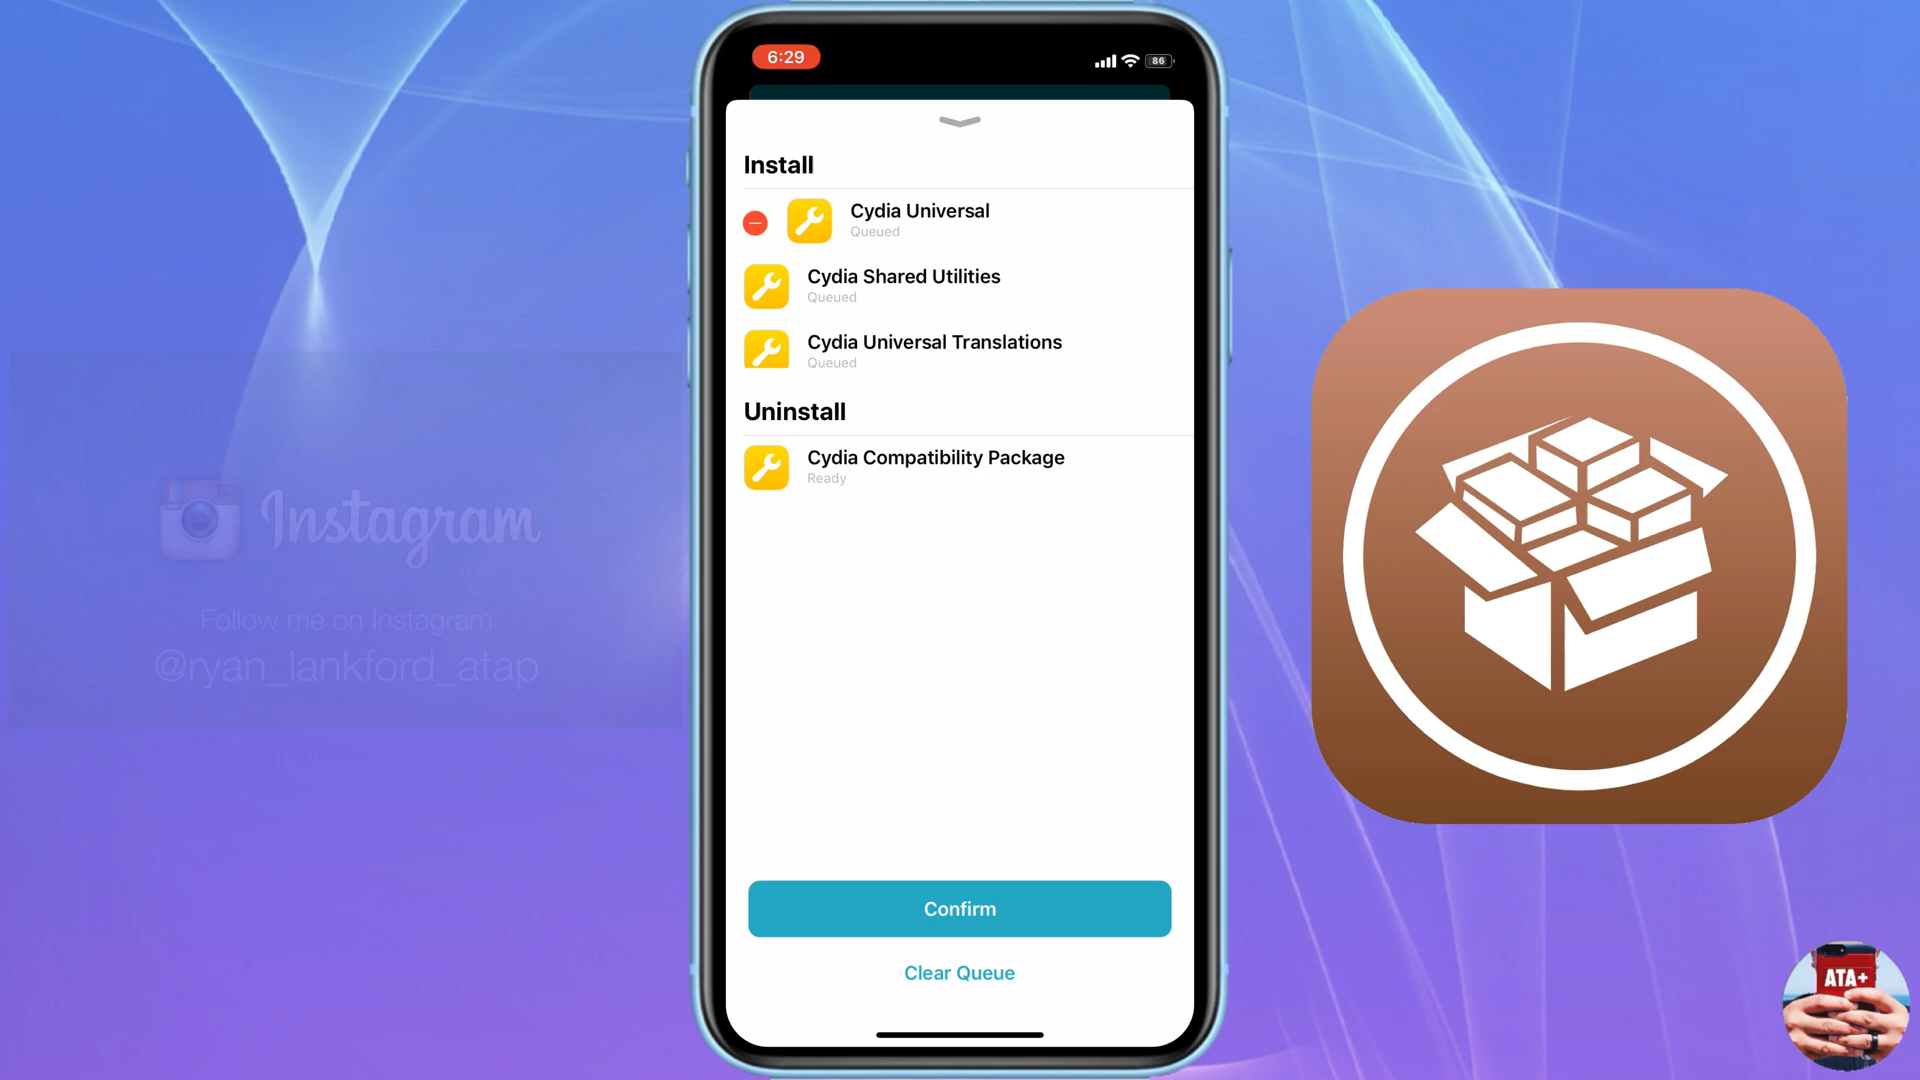 6:29
86
Install
Cydia Universal
Queued
Cydia Shared Utilities
Queued
Cydia Universal Translations
Queued
Uninstall
Cydia Compatibility Package
Ready
Confirm
Clear Queue
Instagram
Follow me on Instagram
@ryan_lankford_atap
ATA+